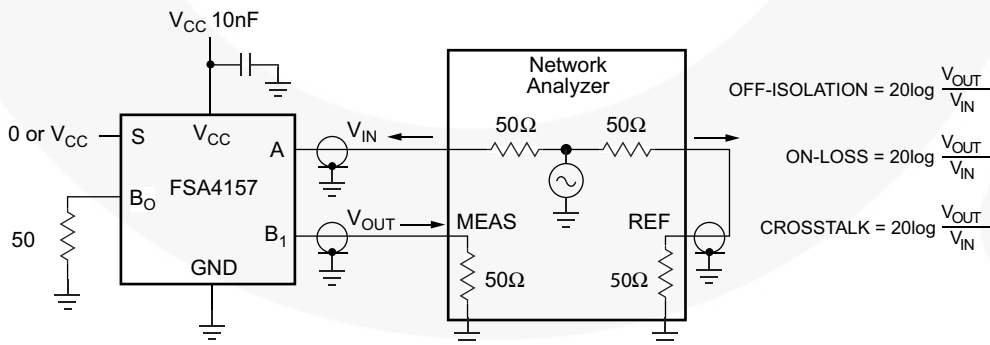 V_CC 10nF
0 or V_CC
S
V_CC
A
FSA4157
B_O
B_1
50
GND
V_IN
V_OUT
Network
Analyzer
50Ω
50Ω
MEAS
REF
50Ω
50Ω
OFF-ISOLATION = 20log V_OUT / V_IN
ON-LOSS = 20log V_OUT / V_IN
CROSSTALK = 20log V_OUT / V_IN